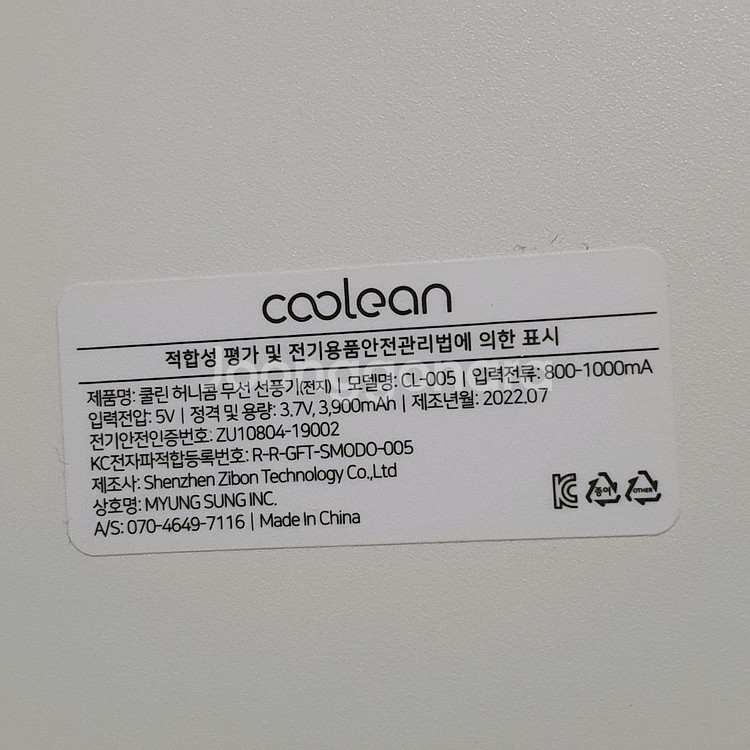 coolean
적합성 평가 및 전기용품안전관리법에 의한 표시
제품명: 쿨린 허니콤 무선 선풍기(전지) | 모델명: CL-005 | 입력전류: 800-1000mA
입력전압: 5V | 정격 및 용량: 3.7V, 3,900mAh | 제조년월: 2022.07
전기안전인증번호: ZU10804-19002
KC전자파적합등록번호: R-R-GFT-SMODO-005
제조사: Shenzhen Zibon Technology Co.,Ltd
상호명: MYUNG SUNG INC.
A/S: 070-4649-7116 | Made In China
KC 종이 OTHER
joonggonara